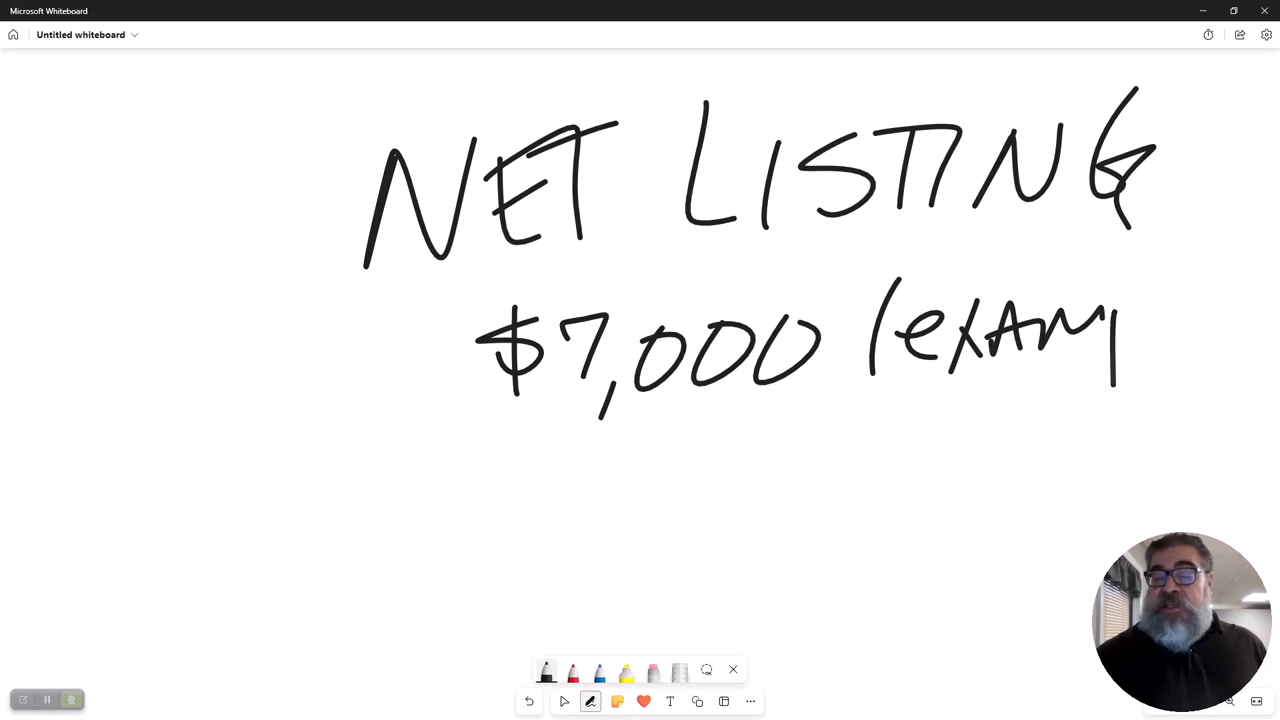 Microsoft Whiteboard
Untitled whiteboard
NET LISTING
$7,000 /exam
T